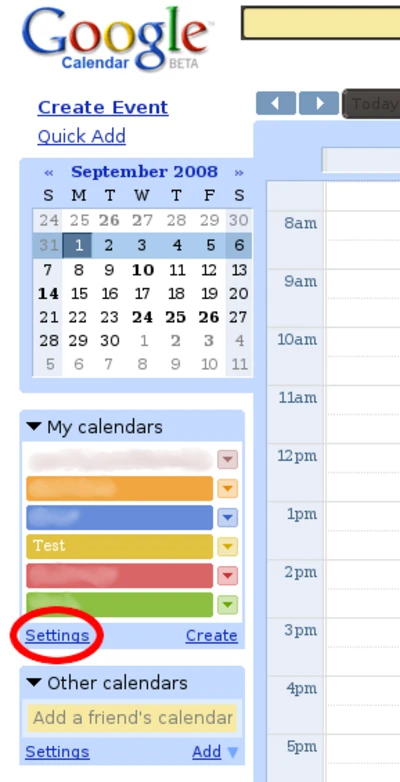 Google
Calendar BETA
Create Event
Quick Add
Today
« September 2008 »
S M T W T F S
24 25 26 27 28 29 30
31 1 2 3 4 5 6
7 8 9 10 11 12 13
14 15 16 17 18 19 20
21 22 23 24 25 26 27
28 29 30 1 2 3 4
5 6 7 8 9 10 11
My calendars
Test
Settings Create
Other calendars
Add a friend's calendar
Settings Add
8am
9am
10am
11am
12pm
1pm
2pm
3pm
4pm
5pm